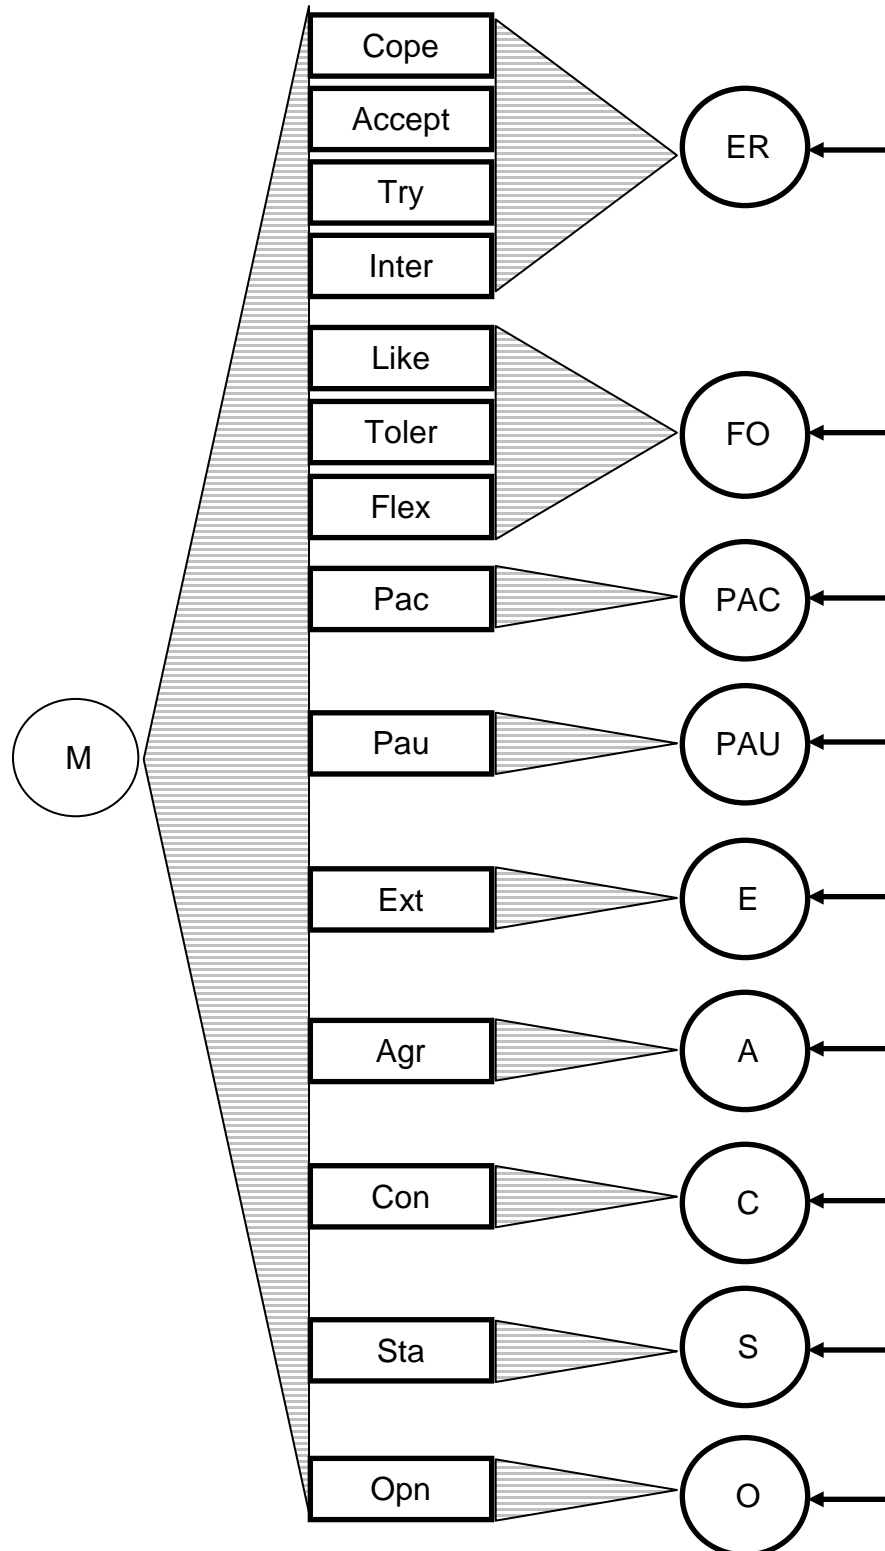 Cope
Accept
Try
Inter
ER
Like
Toler
Flex
FO
Pac
PAC
M
Pau
PAU
Ext
E
Agr
A
Con
C
Sta
S
Opn
O